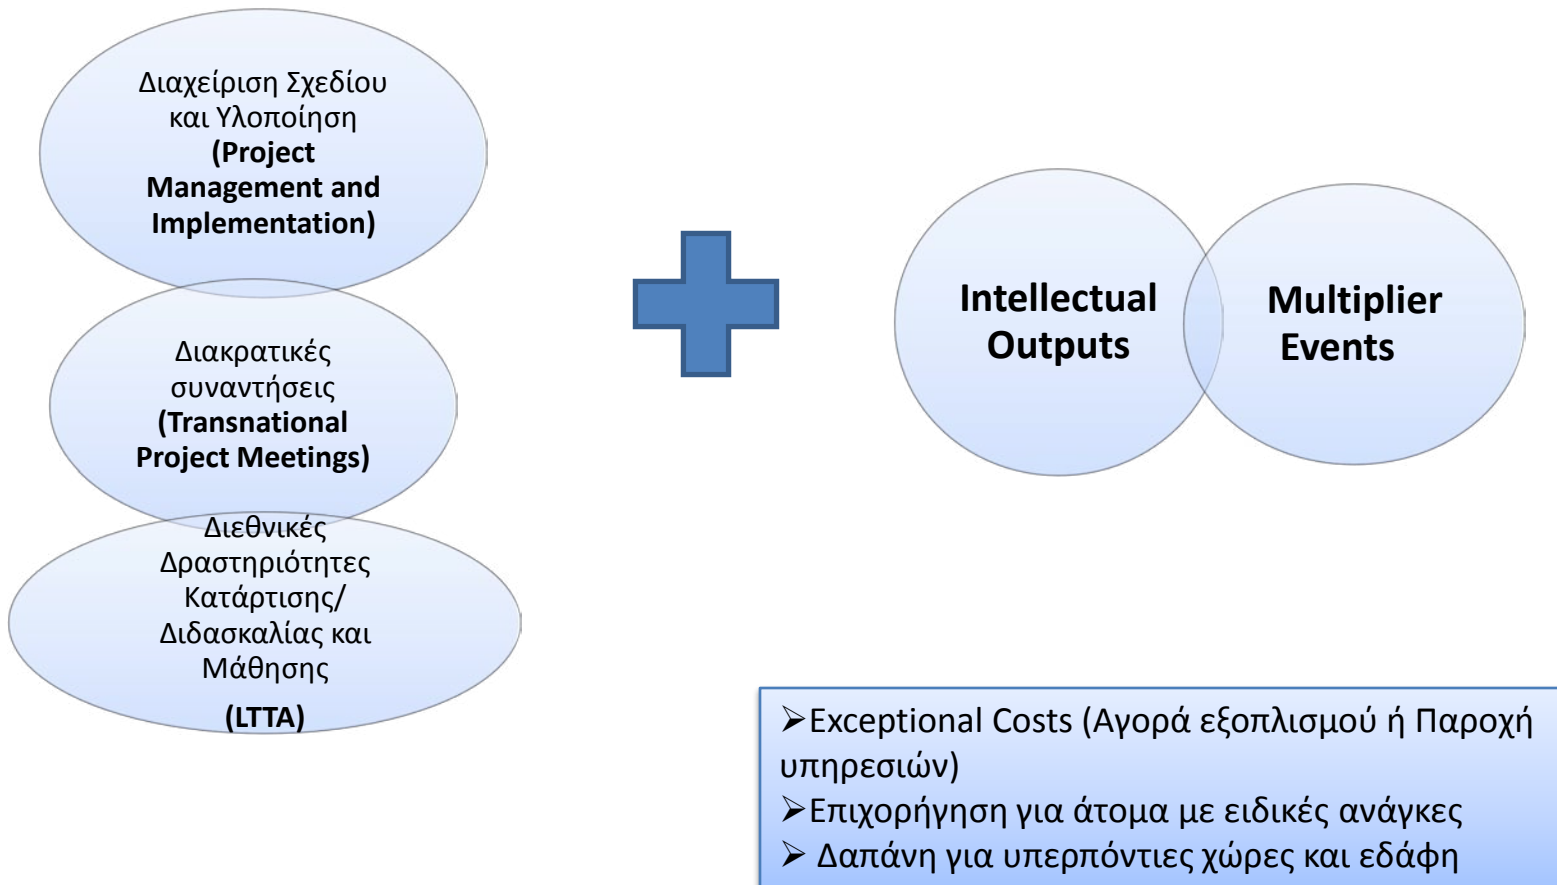 Διαχείριση Σχεδίου
και Υλοποίηση
(Project
Management and
Implementation)
Διακρατικές
συναντήσεις
(Transnational
Project Meetings)
Διεθνικές
Δραστηριότητες
Κατάρτισης/
Διδασκαλίας και
Μάθησης
(LTTA)
Intellectual
Outputs
Multiplier
Events
➢Exceptional Costs (Αγορά εξοπλισμού ή Παροχή
υπηρεσιών)
➢Επιχορήγηση για άτομα με ειδικές ανάγκες
➢ Δαπάνη για υπερπόντιες χώρες και εδάφη